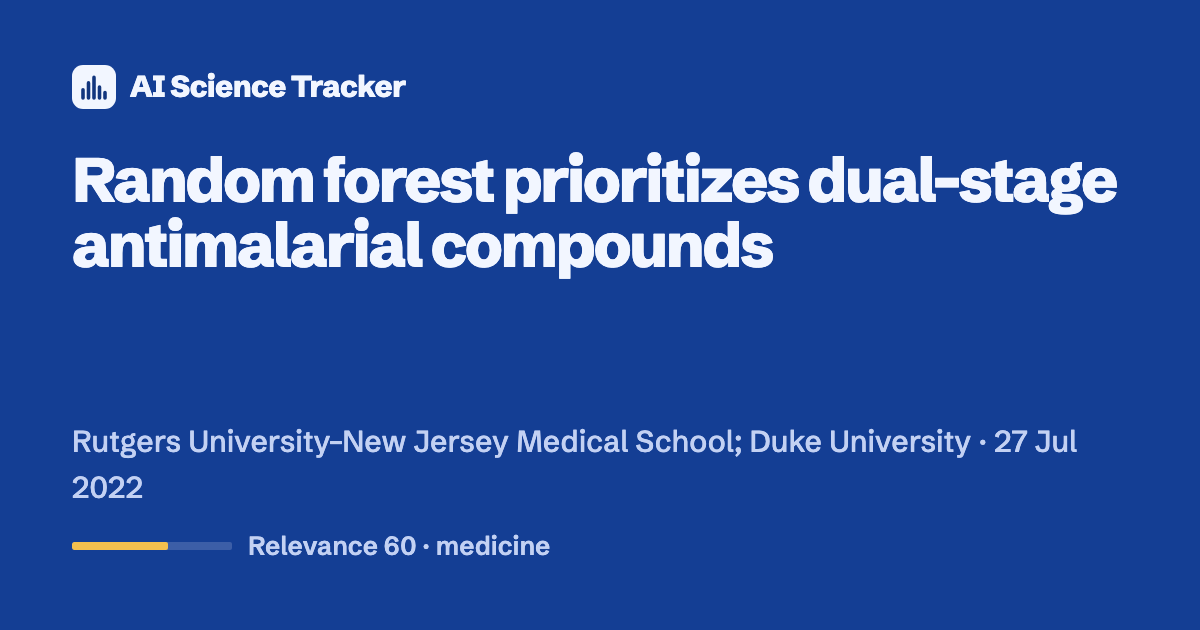 AI Science Tracker
Random forest prioritizes dual-stage
antimalarial compounds
Rutgers University–New Jersey Medical School; Duke University · 27 Jul
2022
Relevance 60 · medicine